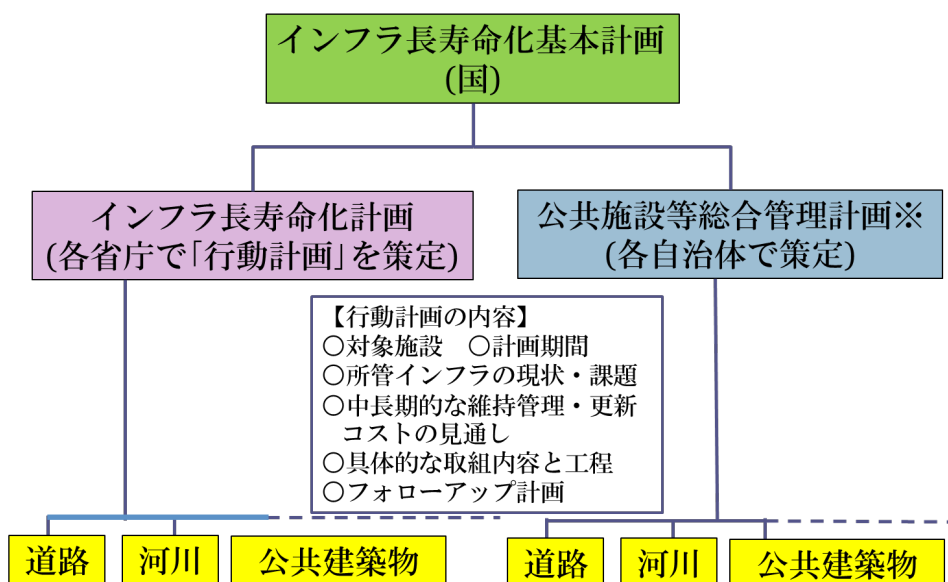 インフラ長寿命化基本計画
(国)
インフラ長寿命化計画
(各省庁で｢行動計画｣を策定)
公共施設等総合管理計画※
(各自治体で策定)
【行動計画の内容】
〇対象施設　〇計画期間
〇所管インフラの現状・課題
〇中長期的な維持管理・更新
コストの見通し
〇具体的な取組内容と工程
〇フォローアップ計画
道路
河川
公共建築物
道路
河川
公共建築物